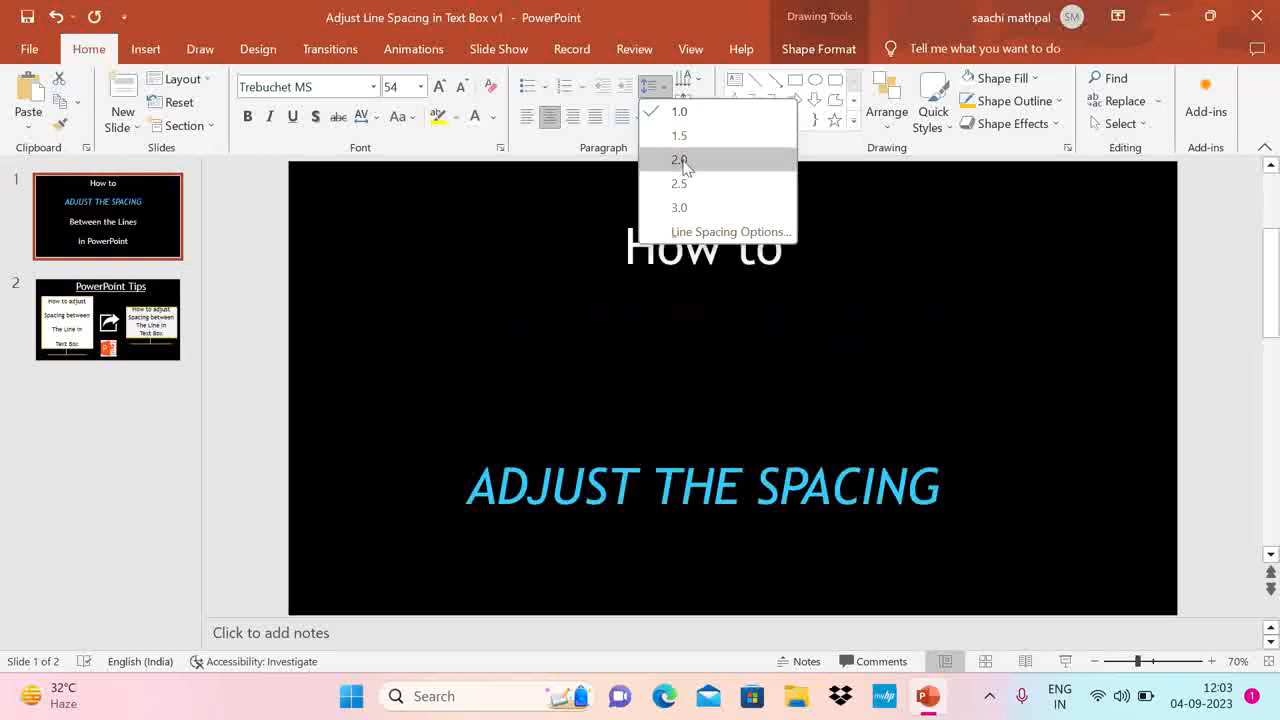 Adjust Line Spacing in Text Box v1 - PowerPoint
Drawing Tools
saachi mathpal
SM
File
Home
Insert
Draw
Design
Transitions
Animations
Slide Show
Record
Review
View
Help
Shape Format
Tell me what you want to do
Paste
New
Slide
Layout
Reset
Section
Trebuchet MS
54
B I U S abc AV Aa A
Arrange
Quick
Styles
Shape Fill
Shape Outline
Shape Effects
Find
Replace
Select
Add-ins
Clipboard
Slides
Font
Paragraph
Drawing
Editing
Add-ins
1.0
1.5
2.0
2.5
3.0
Line Spacing Options...
1
How to
ADJUST THE SPACING
Between the Lines
in PowerPoint
2
PowerPoint Tips
How to adjust
Spacing between
The Line in
Text Box
How to adjust
Spacing between
The Line in
Text Box
How to
ADJUST THE SPACING
Click to add notes
Slide 1 of 2
English (India)
Accessibility: Investigate
Notes
Comments
70%
32°C
Haze
Search
myhp
ENG
IN
12:03
04-09-2023
1